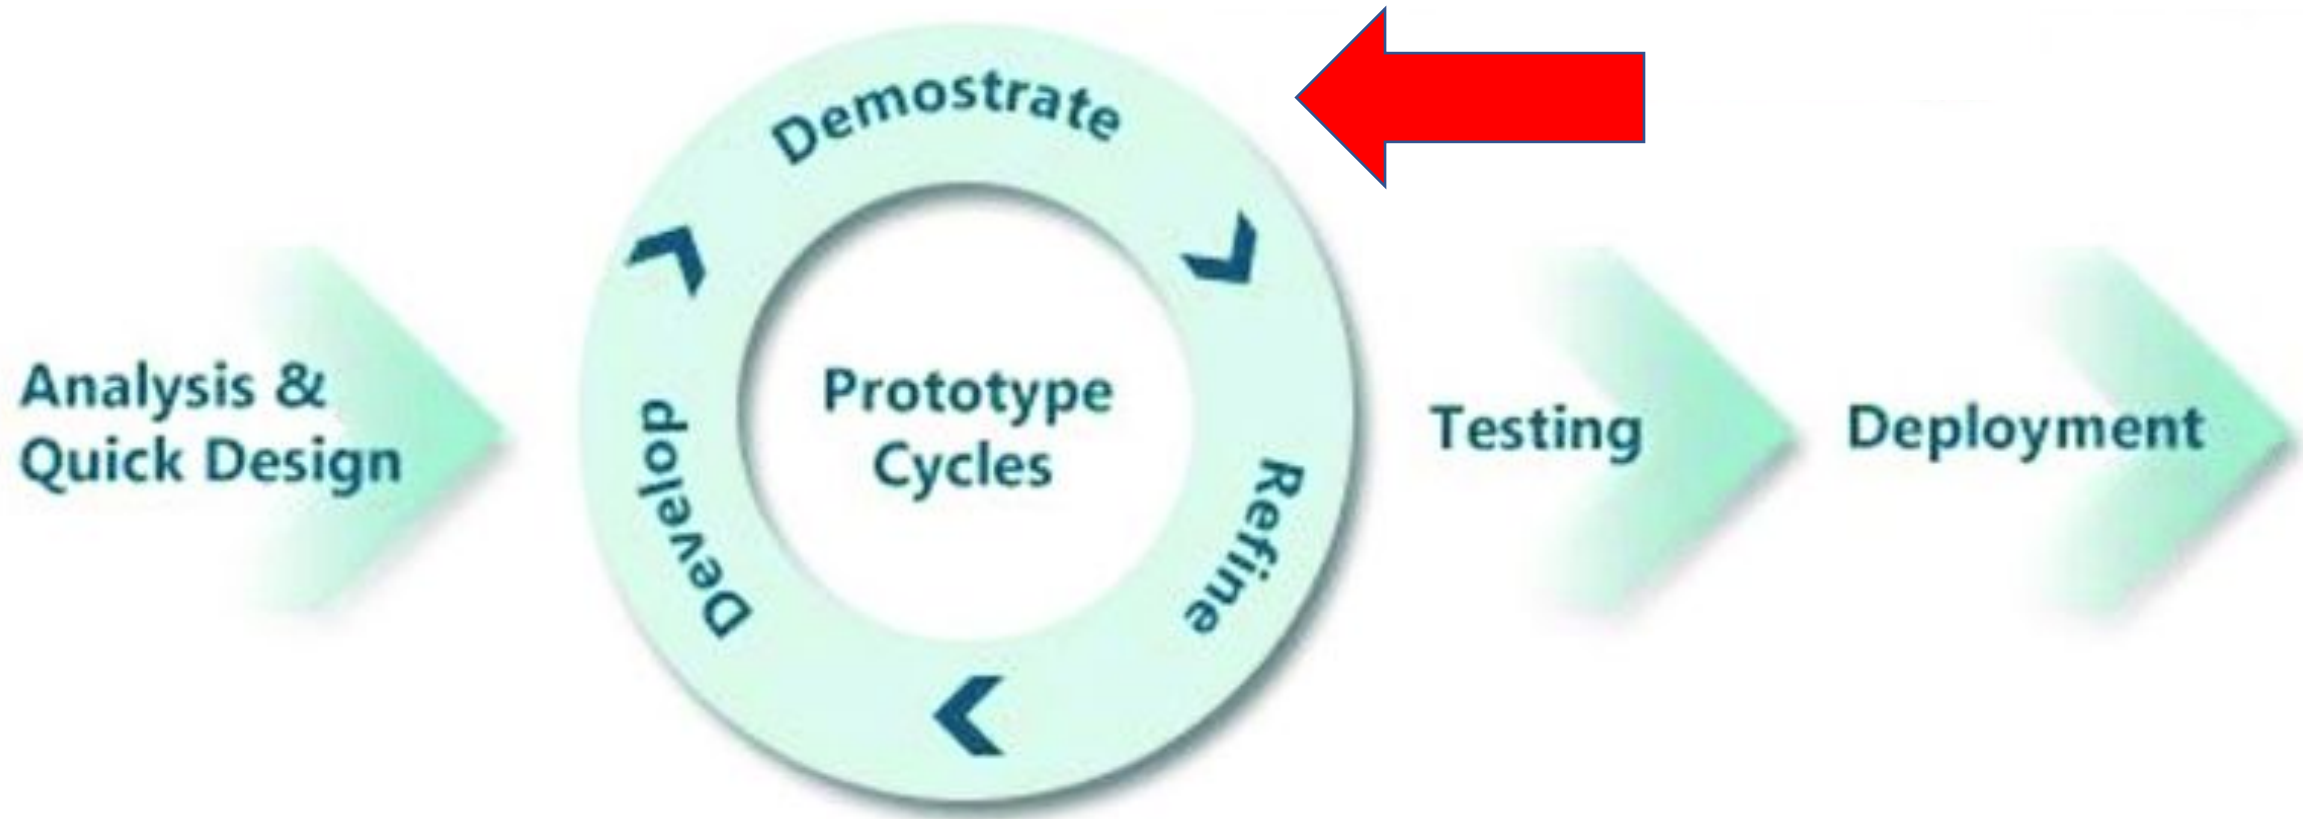 Analysis &
Quick Design
Demostrate
Develop
Refine
Prototype
Cycles
Testing
Deployment